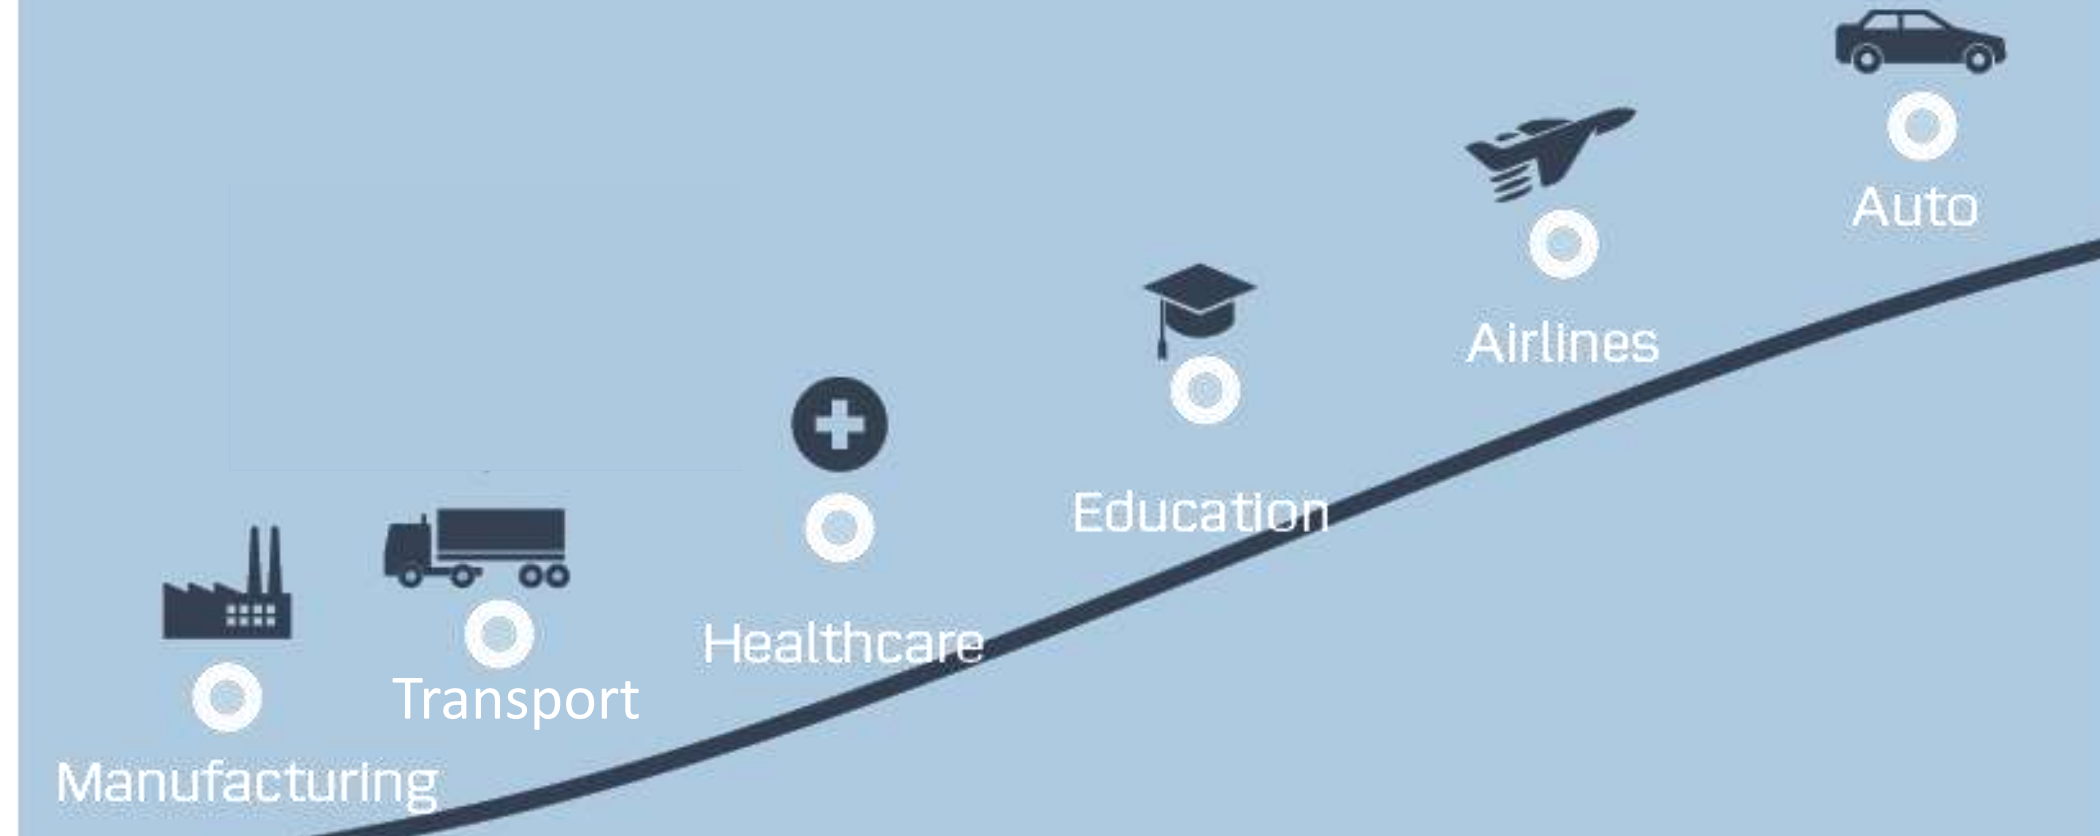 Auto
Airlines
Education
Healthcare
Transport
Manufacturing